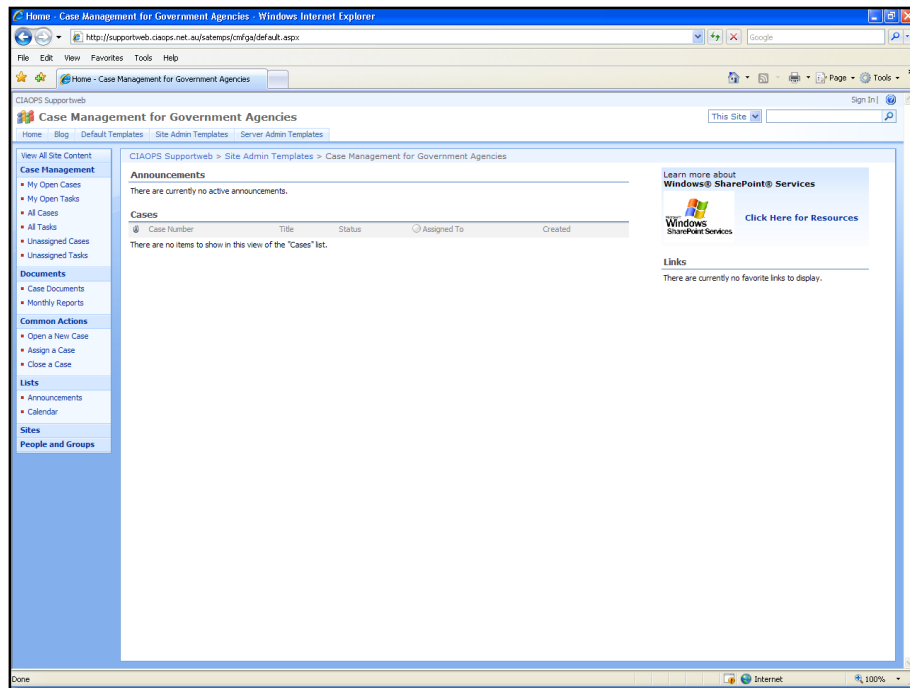 Home - Case Management for Government Agencies - Windows Internet Explorer
http://supportweb.ciaops.net.au/satemps/cmfga/default.aspx
Google
File Edit View Favorites Tools Help
Home - Case Management for Government Agencies
Page Tools
CIAOPS Supportweb
Sign In |
Case Management for Government Agencies
This Site
Home Blog Default Templates Site Admin Templates Server Admin Templates
View All Site Content
Case Management
My Open Cases
My Open Tasks
All Cases
All Tasks
Unassigned Cases
Unassigned Tasks
Documents
Case Documents
Monthly Reports
Common Actions
Open a New Case
Assign a Case
Close a Case
Lists
Announcements
Calendar
Sites
People and Groups
CIAOPS Supportweb > Site Admin Templates > Case Management for Government Agencies
Announcements
There are currently no active announcements.
Cases
Case Number Title Status Assigned To Created
There are no items to show in this view of the "Cases" list.
Learn more about
Windows® SharePoint® Services
Windows
SharePoint Services
Click Here for Resources
Links
There are currently no favorite links to display.
Done
Internet
100%